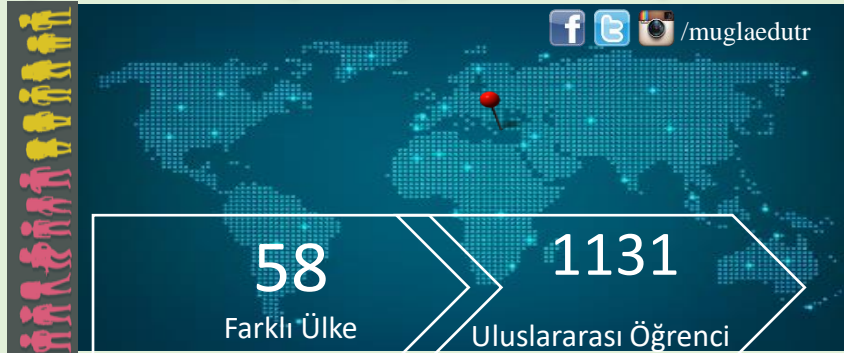 /muglaedutr
58
Farklı Ülke
1131
Uluslararası Öğrenci